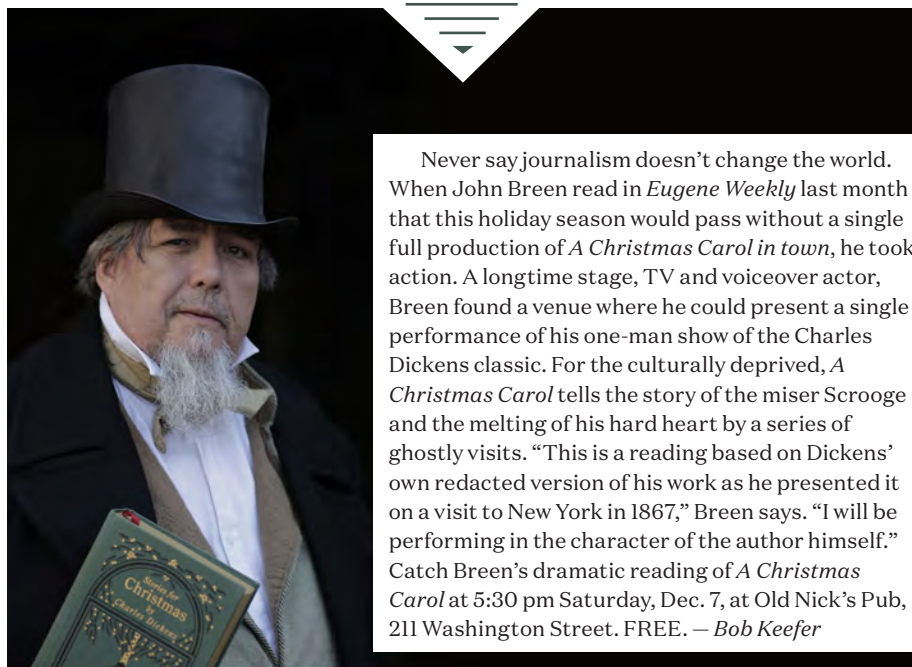 Never say journalism doesn’t change the world.
When John Breen read in Eugene Weekly last month
that this holiday season would pass without a single
full production of A Christmas Carol in town, he took
action. A longtime stage, TV and voiceover actor,
Breen found a venue where he could present a single
performance of his one-man show of the Charles
Dickens classic. For the culturally deprived, A
Christmas Carol tells the story of the miser Scrooge
and the melting of his hard heart by a series of
ghostly visits. “This is a reading based on Dickens’
own redacted version of his work as he presented it
on a visit to New York in 1867,” Breen says. “I will be
performing in the character of the author himself.”
Catch Breen’s dramatic reading of A Christmas
Carol at 5:30 pm Saturday, Dec. 7, at Old Nick’s Pub,
211 Washington Street. FREE. — Bob Keefer
Stories for
Christmas
by
Charles Dickens